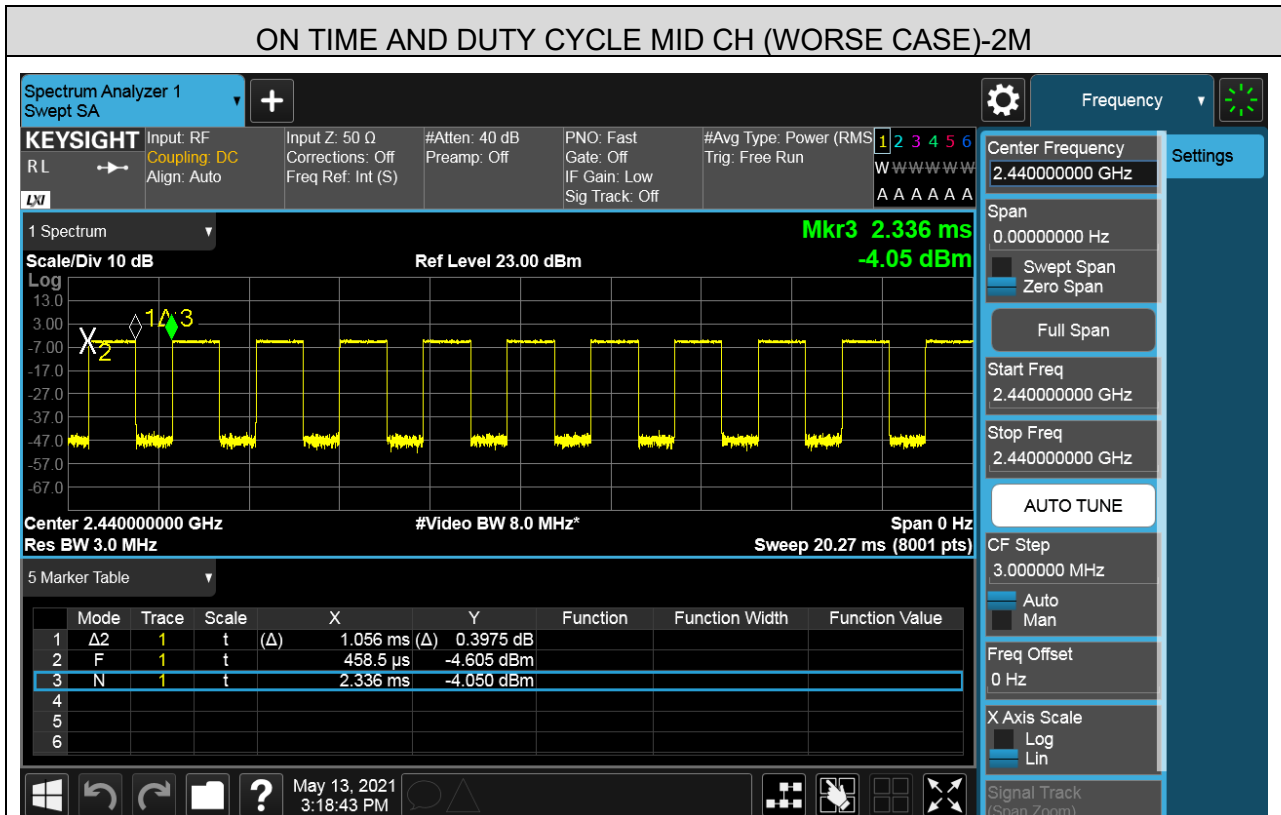 ON TIME AND DUTY CYCLE MID CH (WORSE CASE)-2M
Spectrum Analyzer 1
Swept SA
Frequency
KEYSIGHT
RL
LXI
Input: RF
Coupling: DC
Align: Auto
Input Z: 50 Ω
Corrections: Off
Freq Ref: Int (S)
#Atten: 40 dB
Preamp: Off
PNO: Fast
Gate: Off
IF Gain: Low
Sig Track: Off
#Avg Type: Power (RMS
Trig: Free Run
1 2 3 4 5 6
W W W W W W
A A A A A A
1 Spectrum
Mkr3 2.336 ms
Scale/Div 10 dB Ref Level 23.00 dBm -4.05 dBm
Log
13.0
3.00
-7.00
-17.0
-27.0
-37.0
-47.0
-57.0
-67.0
1Δ 3
X2
Center 2.440000000 GHz #Video BW 8.0 MHz* Span 0 Hz
Res BW 3.0 MHz Sweep 20.27 ms (8001 pts)
5 Marker Table
Mode Trace Scale X Y Function Function Width Function Value
1 Δ2 1 t (Δ) 1.056 ms (Δ) 0.3975 dB
2 F 1 t 458.5 µs -4.605 dBm
3 N 1 t 2.336 ms -4.050 dBm
4
5
6
? May 13, 2021
3:18:43 PM
Center Frequency
2.440000000 GHz
Settings
Span
0.00000000 Hz
Swept Span
Zero Span
Full Span
Start Freq
2.440000000 GHz
Stop Freq
2.440000000 GHz
AUTO TUNE
CF Step
3.000000 MHz
Auto
Man
Freq Offset
0 Hz
X Axis Scale
Log
Lin
Signal Track
(Span Zoom)